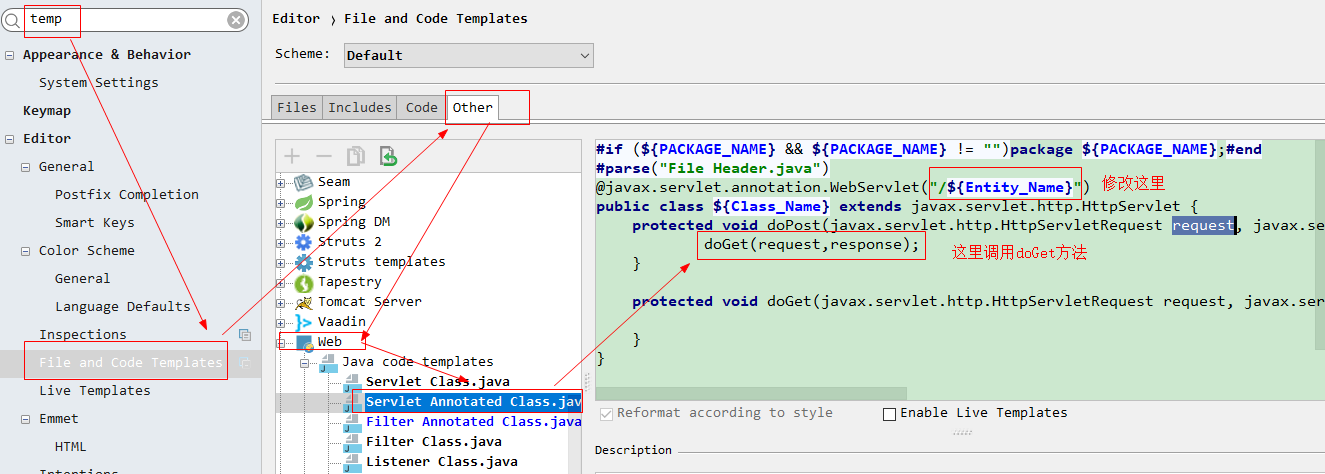 temp
Appearance & Behavior
System Settings
Keymap
Editor
General
Postfix Completion
Smart Keys
Color Scheme
General
Language Defaults
Inspections
File and Code Templates
Live Templates
Emmet
HTML
Intentions
Editor › File and Code Templates
Scheme: Default
Files Includes Code Other
Seam
Spring
Spring DM
Struts 2
Struts templates
Tapestry
Tomcat Server
Vaadin
Web
Java code templates
Servlet Class.java
Servlet Annotated Class.jav
Filter Annotated Class.java
Filter Class.java
Listener Class.java
#if (${PACKAGE_NAME} && ${PACKAGE_NAME} != "")package ${PACKAGE_NAME};#end
#parse("File Header.java")
@javax.servlet.annotation.WebServlet("/${Entity_Name}") 修改这里
public class ${Class_Name} extends javax.servlet.http.HttpServlet {
protected void doPost(javax.servlet.http.HttpServletRequest request, javax.se
doGet(request,response); 这里调用doGet方法
}
protected void doGet(javax.servlet.http.HttpServletRequest request, javax.ser
}
}
Reformat according to style Enable Live Templates
Description